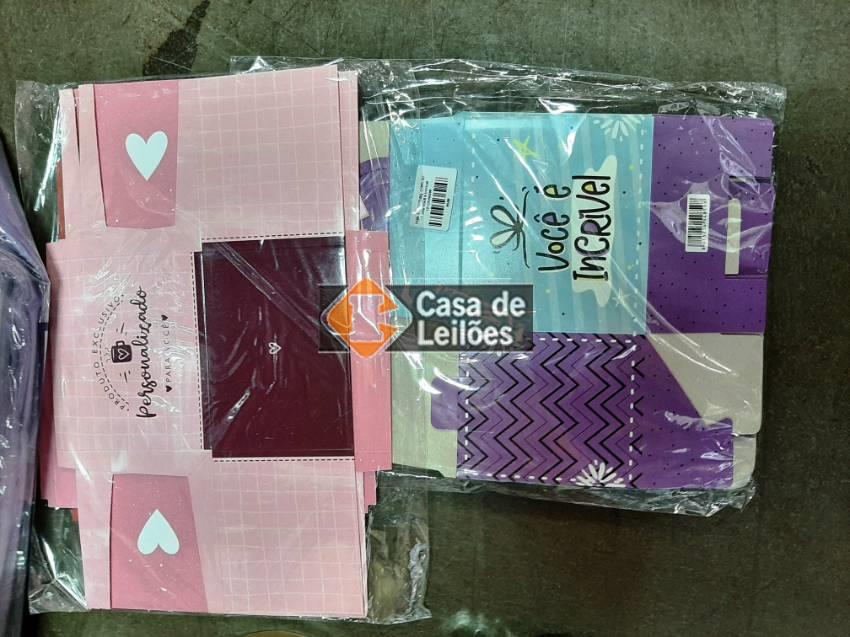 PRODUTO EXCLUSIVO
Personalizado
PARA VOCÊ
Você é
INCRÍVEL
Casa de
Leilões